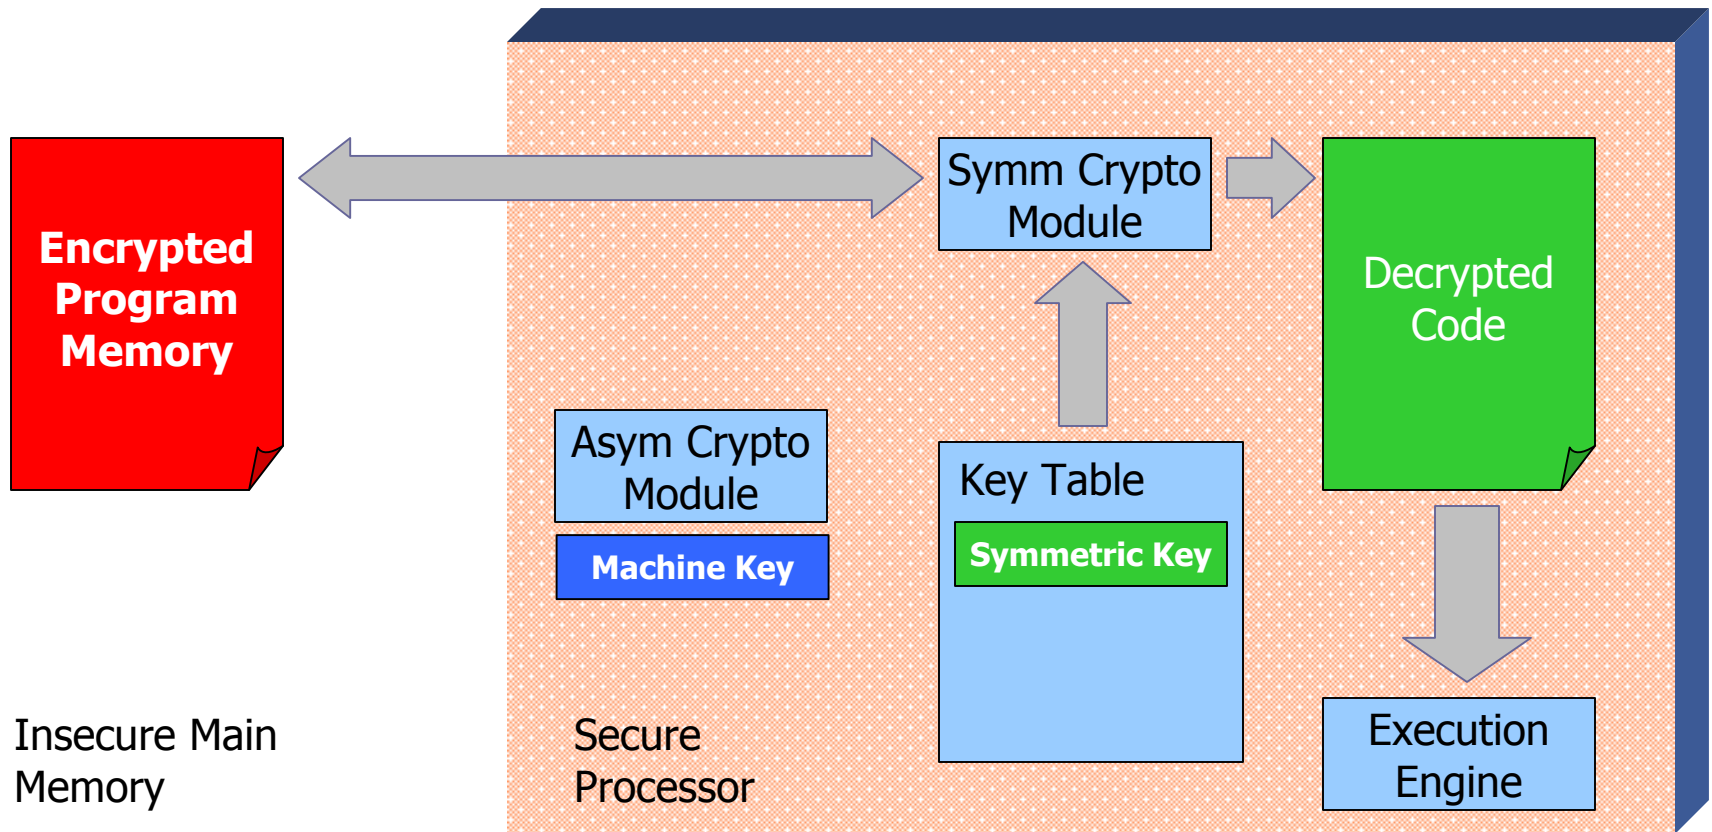 Encrypted
Program
Memory
Symm Crypto
Module
Decrypted
Code
Asym Crypto
Module
Machine Key
Key Table
Symmetric Key
Insecure Main
Memory
Secure
Processor
Execution
Engine